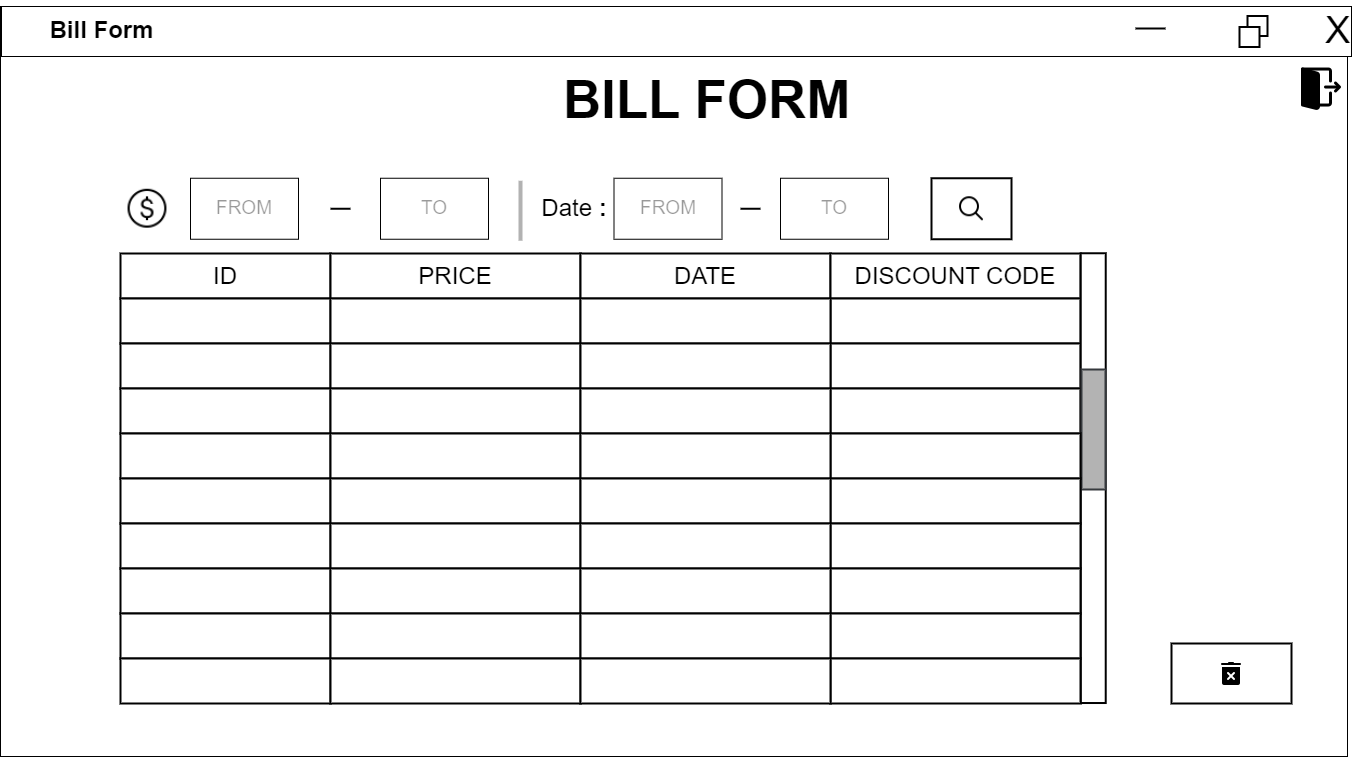 Bill Form
X
BILL FORM
$ FROM — TO Date : FROM — TO
ID PRICE DATE DISCOUNT CODE